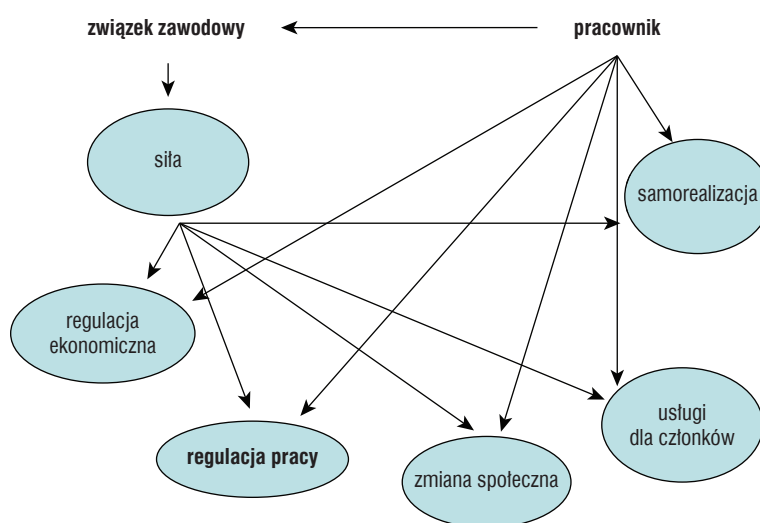 związek zawodowy
pracownik
siła
samorealizacja
regulacja
ekonomiczna
usługi
dla członków
regulacja pracy
zmiana społeczna